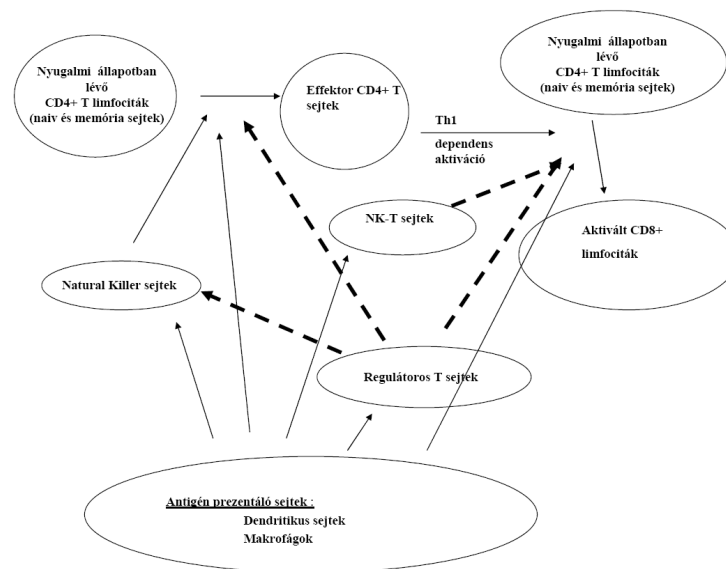 Nyugalmi állapotban
lévő
CD4+ T limfociták
(naiv és memória sejtek)
Effektor CD4+ T
sejtek
Th1
dependens
aktiváció
Nyugalmi állapotban
lévő
CD4+ T limfociták
(naiv és memória sejtek)
NK-T sejtek
Aktivált CD8+
limfociták
Natural Killer sejtek
Regulátoros T sejtek
Antigén prezentáló sejtek :
Dendritikus sejtek
Makrofágok